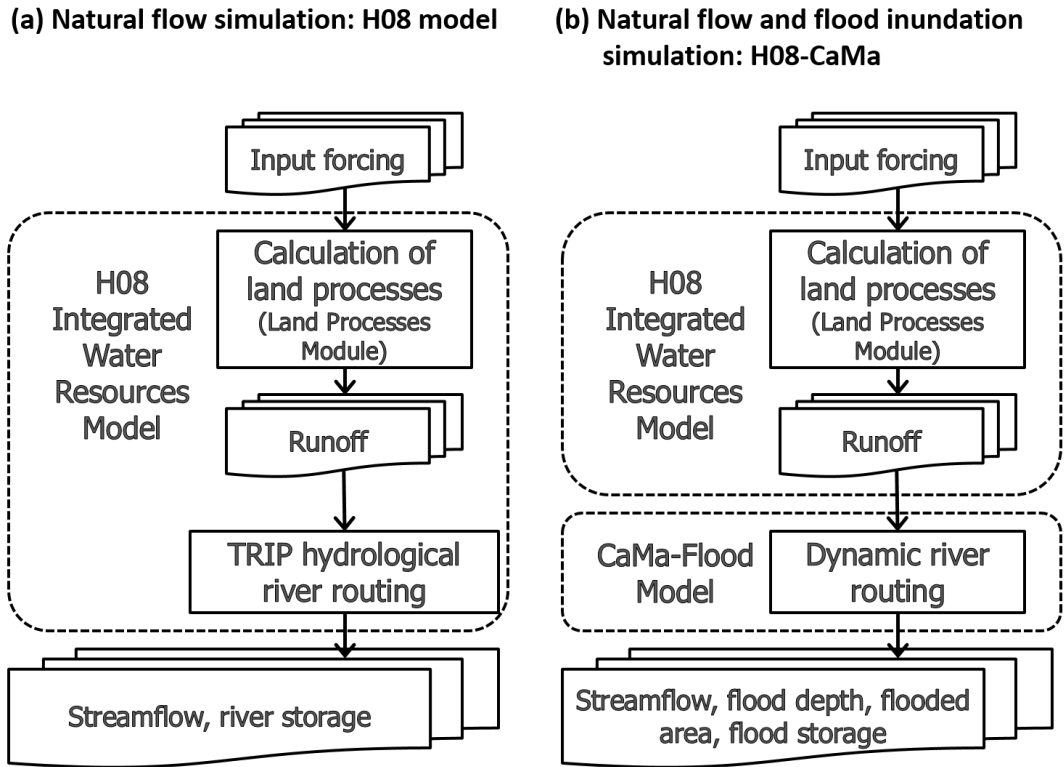 (a) Natural flow simulation: H08 model
Input forcing
H08
Integrated
Water
Resources
Model
Calculation of
land processes
(Land Processes
Module)
Runoff
TRIP hydrological
river routing
Streamflow, river storage
(b) Natural flow and flood inundation
simulation: H08-CaMa
Input forcing
H08
Integrated
Water
Resources
Model
Calculation of
land processes
(Land Processes
Module)
Runoff
CaMa-Flood
Model
Dynamic river
routing
Streamflow, flood depth, flooded
area, flood storage